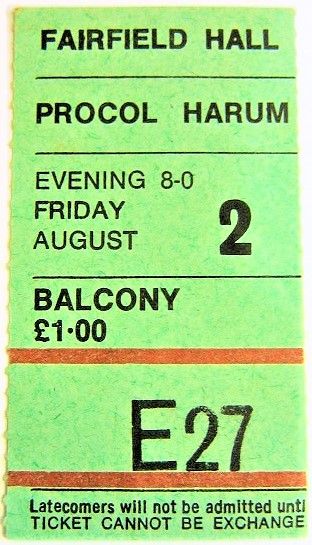 FAIRFIELD HALL
PROCOL HARUM
EVENING 8-0
FRIDAY
AUGUST 2
BALCONY
£1·00
E27
Latecomers will not be admitted unti
TICKET CANNOT BE EXCHANGE